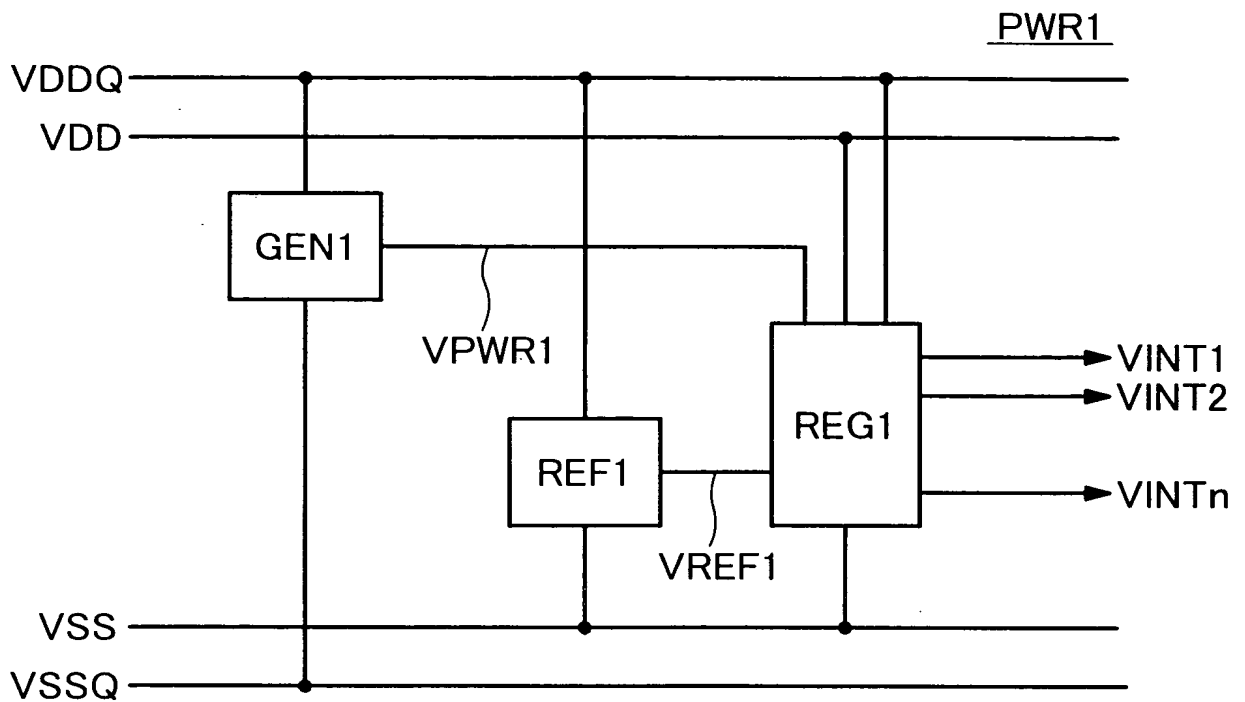 PWR1
VDDQ
VDD
GEN1
VPWR1
VINT1
VINT2
REG1
REF1
VINTn
VREF1
VSS
VSSQ